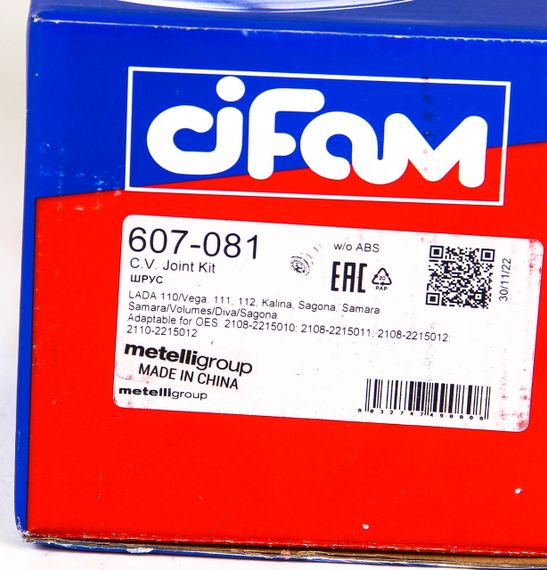 cifam
607-081
w/o ABS
C.V. Joint Kit
ШРУС
EAC
20
PAP
30/11/22
LADA 110/Vega, 111, 112, Kalina, Sagona, Samara
Samara/Volumes/Diva/Sagona
Adaptable for OES: 2108-2215010; 2108-2215011; 2108-2215012;
2110-2215012
metelligroup
MADE IN CHINA
metelligroup